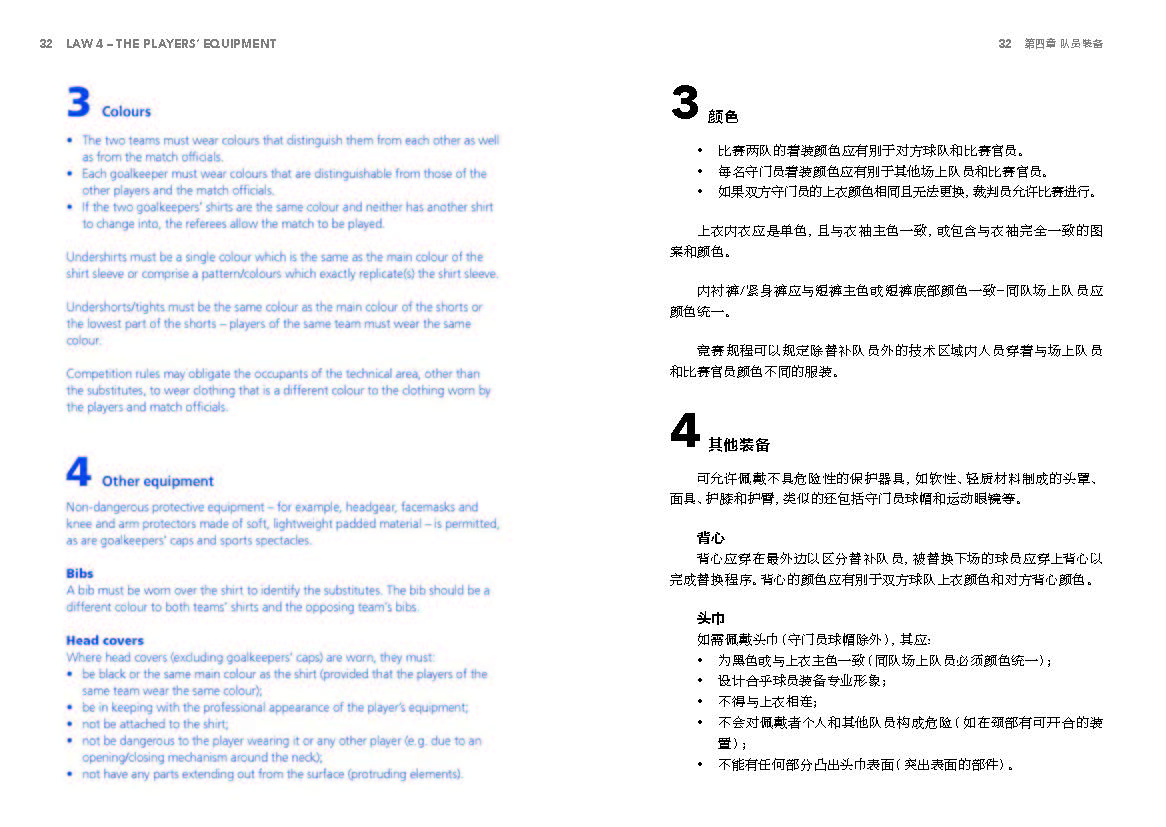 32 LAW 4 – THE PLAYERS' EQUIPMENT
3 Colours
• The two teams must wear colours that distinguish them from each other as well
as from the match officials.
• Each goalkeeper must wear colours that are distinguishable from those of the
other players and the match officials.
• If the two goalkeepers' shirts are the same colour and neither has another shirt
to change into, the referees allow the match to be played.
Undershirts must be a single colour which is the same as the main colour of the
shirt sleeve or comprise a pattern/colours which exactly replicate(s) the shirt sleeve.
Undershorts/tights must be the same colour as the main colour of the shorts or
the lowest part of the shorts – players of the same team must wear the same
colour.
Competition rules may obligate the occupants of the technical area, other than
the substitutes, to wear clothing that is a different colour to the clothing worn by
the players and match officials.
4 Other equipment
Non-dangerous protective equipment – for example, headgear, facemasks and
knee and arm protectors made of soft, lightweight padded material – is permitted,
as are goalkeepers' caps and sports spectacles.
Bibs
A bib must be worn over the shirt to identify the substitutes. The bib should be a
different colour to both teams' shirts and the opposing team's bibs.
Head covers
Where head covers (excluding goalkeepers' caps) are worn, they must:
• be black or the same main colour as the shirt (provided that the players of the
same team wear the same colour);
• be in keeping with the professional appearance of the player's equipment;
• not be attached to the shirt;
• not be dangerous to the player wearing it or any other player (e.g. due to an
opening/closing mechanism around the neck);
• not have any parts extending out from the surface (protruding elements).
32 第四章 队员装备
3 颜色
• 比赛两队的着装颜色应有别于对方球队和比赛官员。
• 每名守门员着装颜色应有别于其他场上队员和比赛官员。
• 如果双方守门员的上衣颜色相同且无法更换，裁判员允许比赛进行。
上衣内衣应是单色，且与衣袖主色一致，或包含与衣袖完全一致的图
案和颜色。
内衬裤/紧身裤应与短裤主色或短裤底部颜色一致–同队场上队员应
颜色统一。
竞赛规程可以规定除替补队员外的技术区域内人员穿着与场上队员
和比赛官员颜色不同的服装。
4 其他装备
可允许佩戴不具危险性的保护器具，如软性、轻质材料制成的头罩、
面具、护膝和护臂，类似的还包括守门员球帽和运动眼镜等。
背心
背心应穿在最外边以区分替补队员，被替换下场的球员应穿上背心以
完成替换程序。背心的颜色应有别于双方球队上衣颜色和对方背心颜色。
头巾
如需佩戴头巾（守门员球帽除外），其应:
• 为黑色或与上衣主色一致（同队场上队员必须颜色统一）；
• 设计合乎球员装备专业形象；
• 不得与上衣相连；
• 不会对佩戴者个人和其他队员构成危险（如在颈部有可开合的装
置）；
• 不能有任何部分凸出头巾表面（突出表面的部件）。